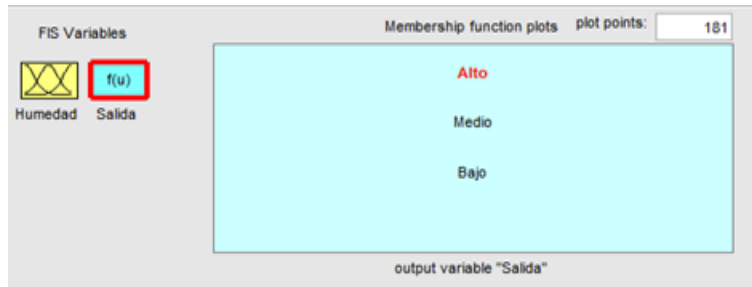 FIS Variables
f(u)
Humedad Salida
Membership function plots plot points: 181
Alto
Medio
Bajo
output variable "Salida"